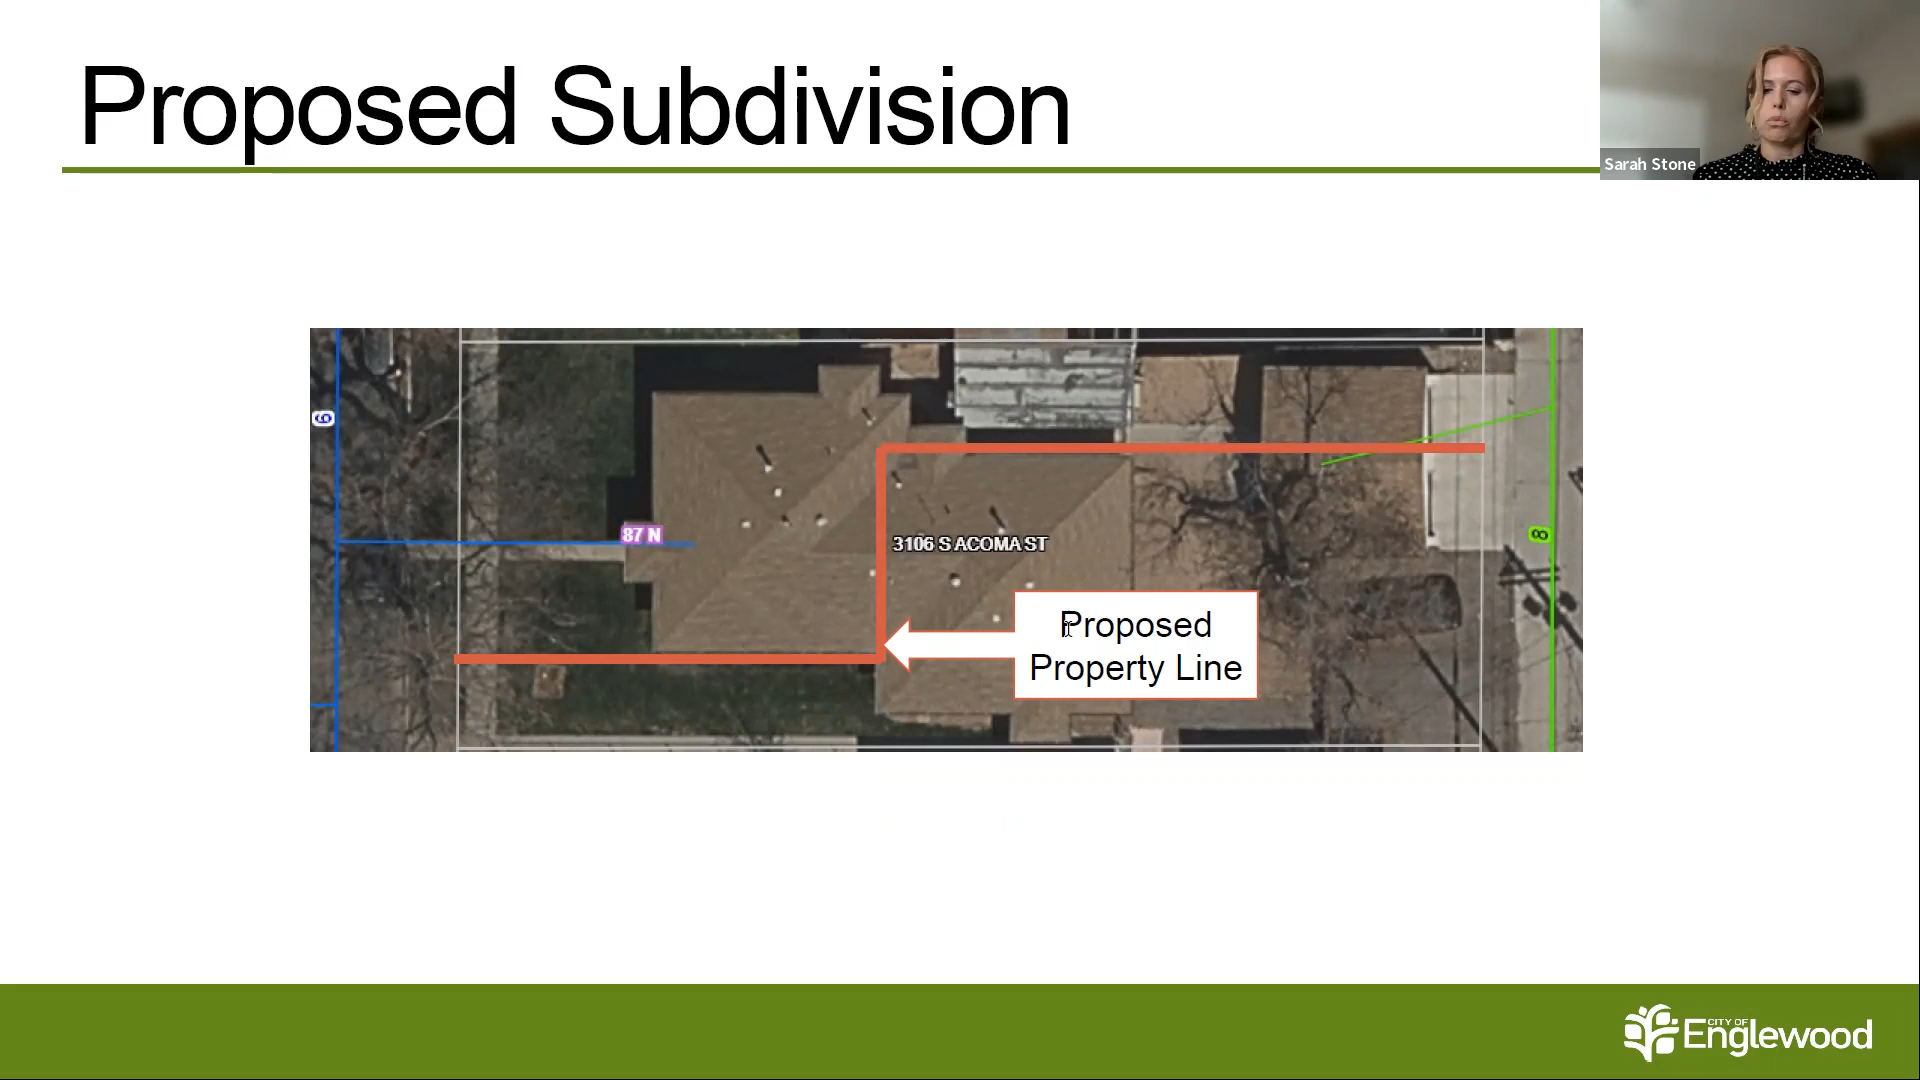 Proposed Subdivision
Sarah Stone
6
87 N
3106 S ACOMA ST
8
Proposed
Property Line
CITY OF
Englewood